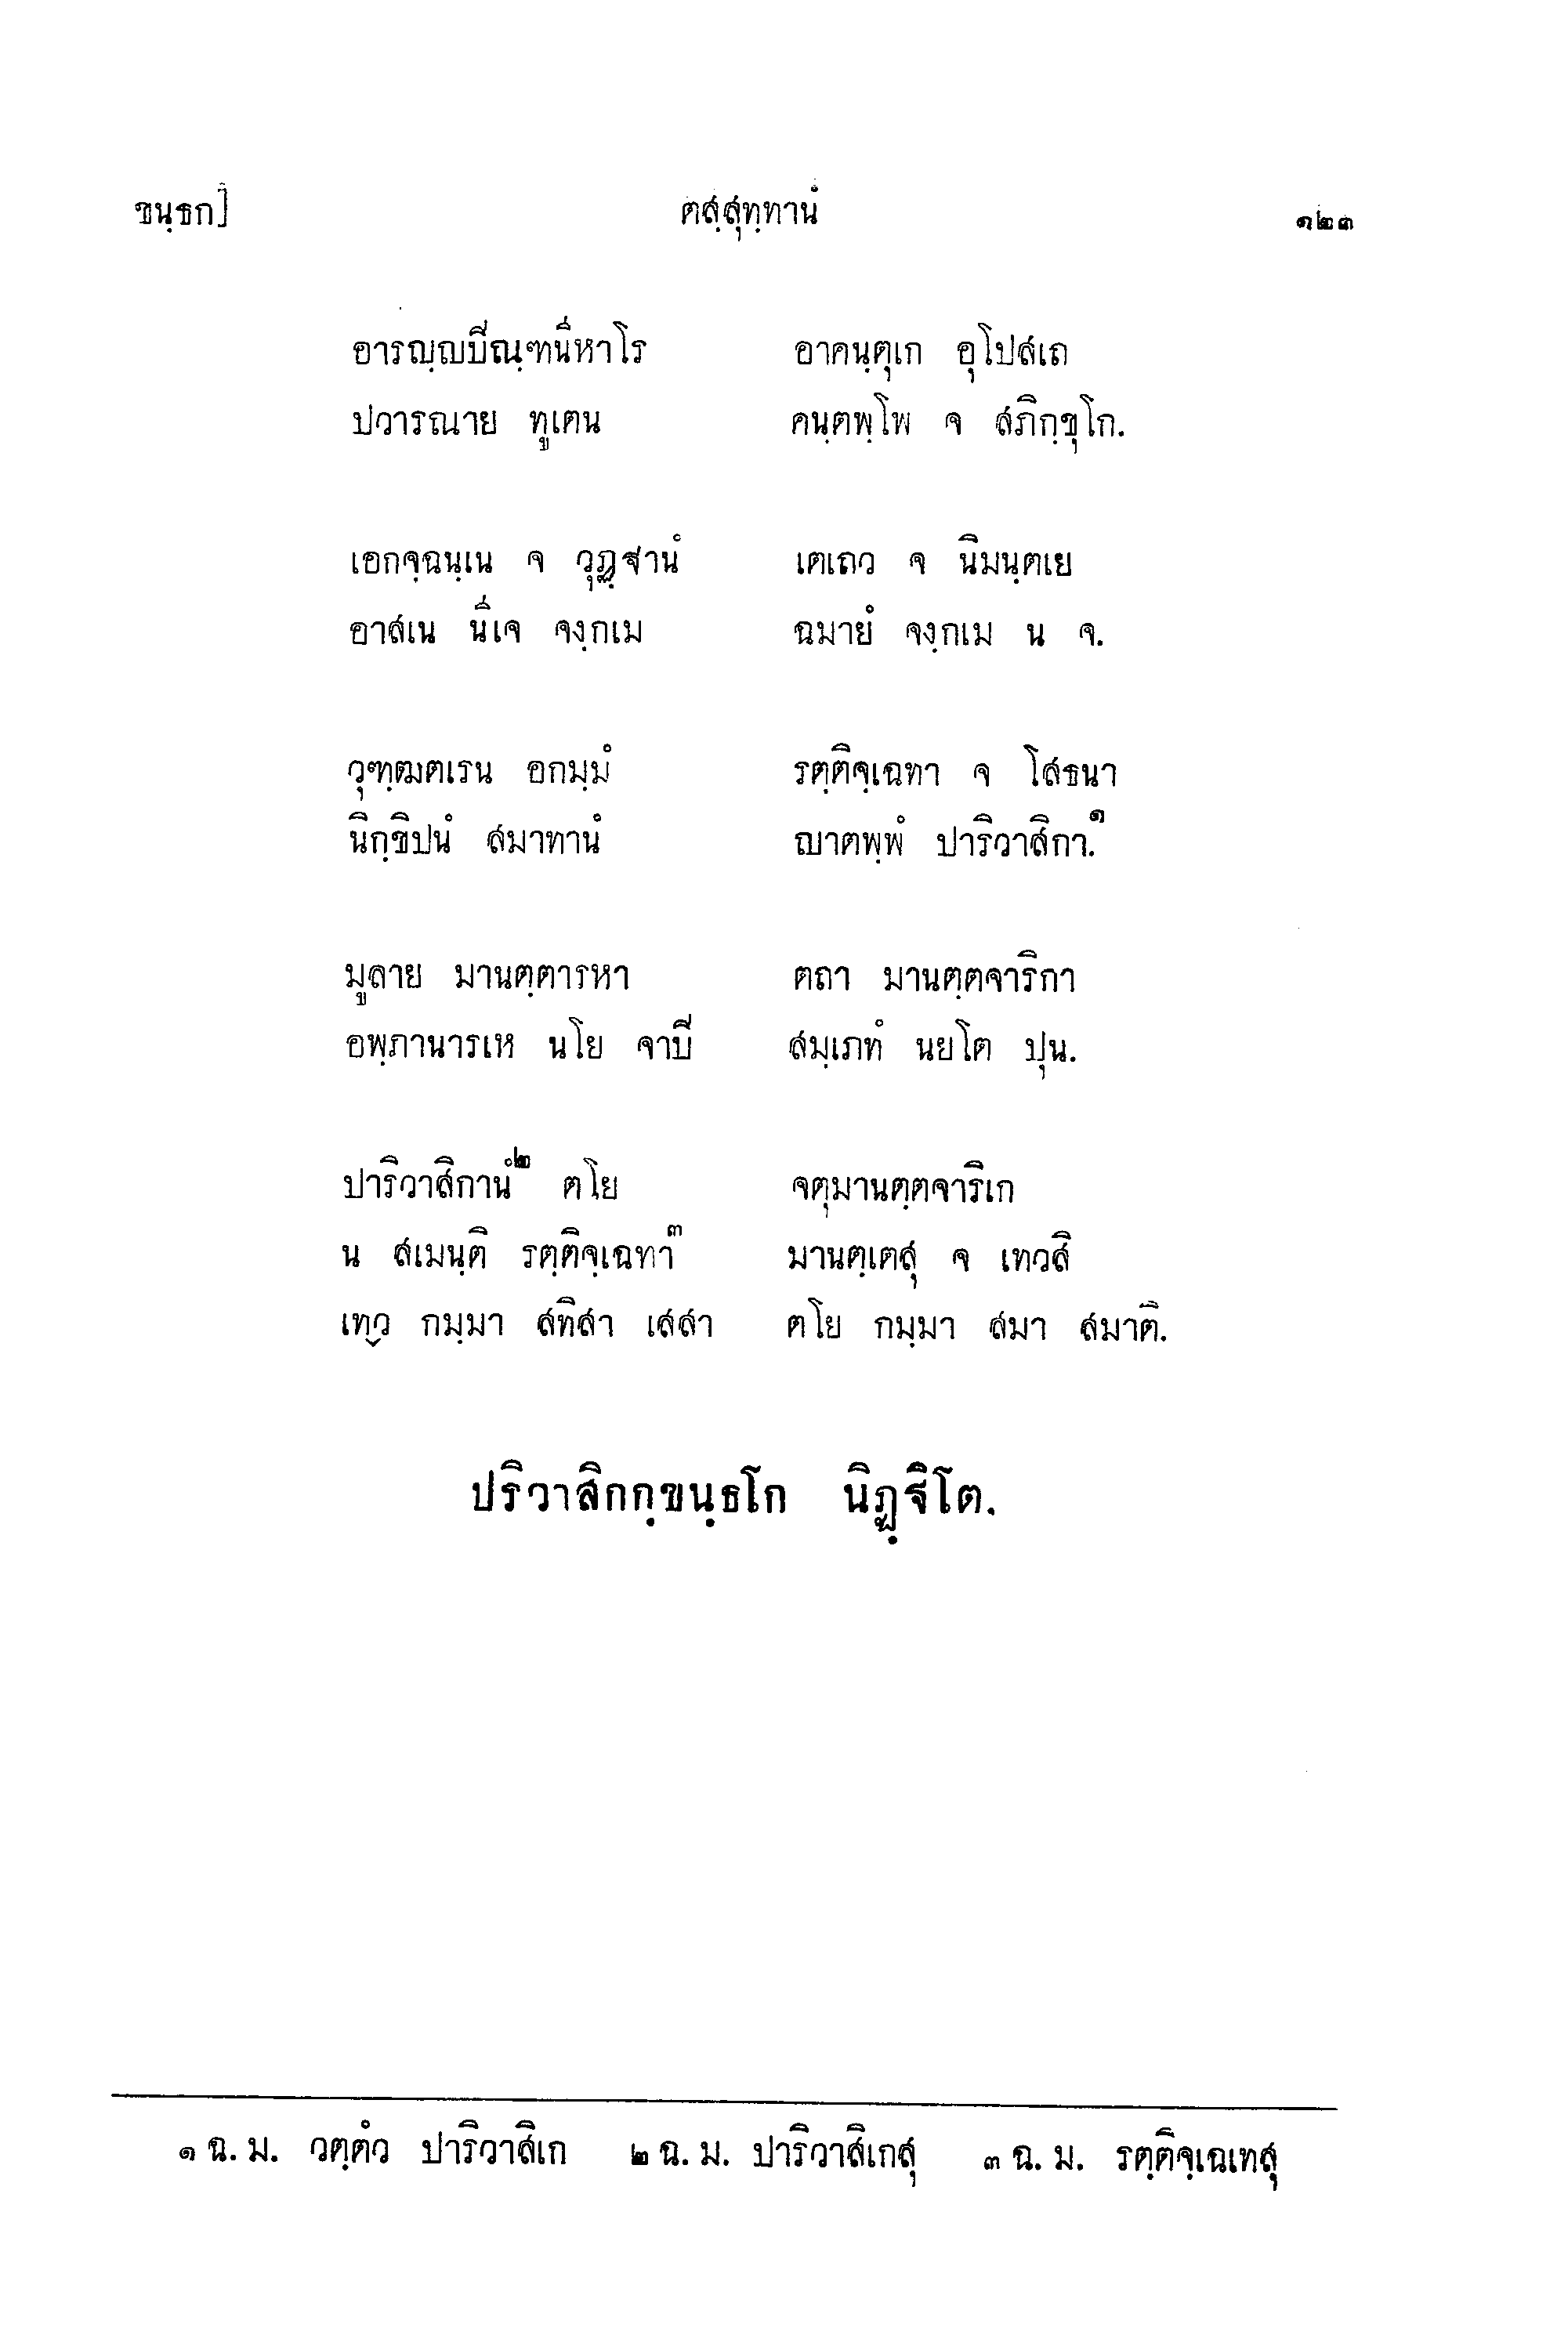 ขนฺธก] ตสฺสุทฺทานํ ๑๒๓
อารญฺญปิณฺฑนิหาโร อาคนฺตุเก อุโปสเถ
ปวารณาย ทูเตน คนฺตพฺโพ จ สภิกฺขุโก.
เอกจฺฉนฺเน จ วุฏฺฐานํ ตเถว จ นิมนฺตเย
อาสเน นิเจ จงฺกเม ฉมายํ จงฺกเม น จ.
วุฑฺฒตเรน อกมฺมํ รตฺติจฺเฉทา จ โสธนา
นิกฺขิปนํ สมาทานํ ญาตพฺพํ ปาริวาสิกา.๑
มูลาย มานตฺตารหา ตถา มานตฺตจาริกา
อพฺภานารเห นโย จาปิ สมฺเภทํ นยโต ปุน.
ปาริวาสิกานํ๒ ตโย จตุมานตฺตจาริเก
น สเมนฺติ รตฺติจฺเฉทา๓ มานตฺเตสุ จ เทวสิ
เทฺว กมฺมา สทิสา เสสา ตโย กมฺมา สมา สมาติ.
ปริวาสิกกฺขนฺธโก นิฏฺฐิโต.
๑ ฉ. ม. วตฺตํว ปาริวาสิเก ๒ ฉ. ม. ปาริวาสิเกสุ ๓ ฉ. ม. รตฺติจฺเฉเทสุ